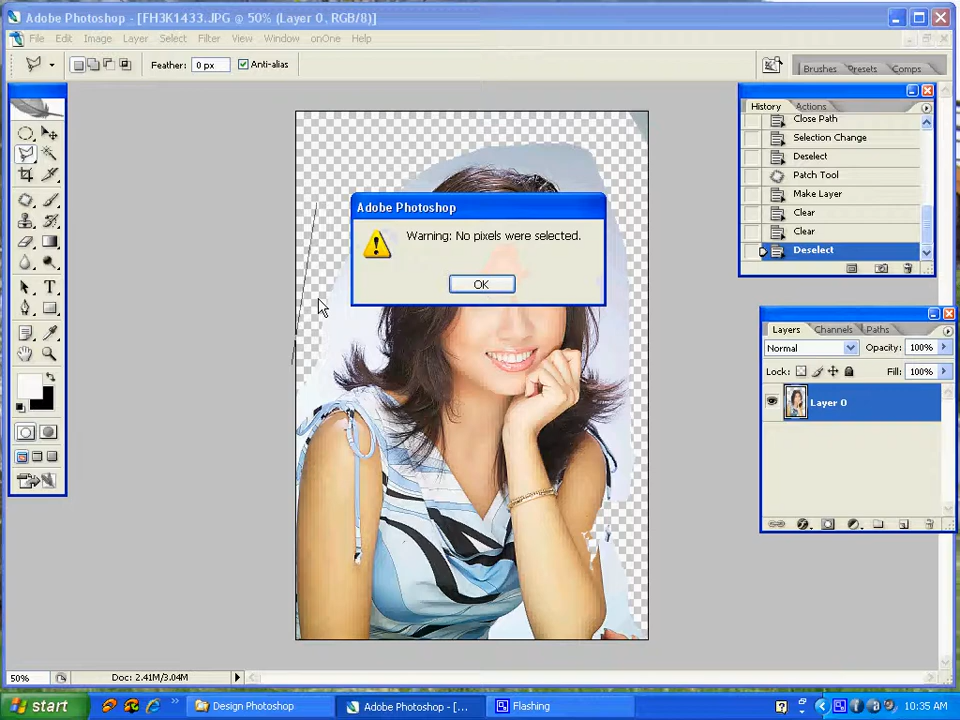 Adobe Photoshop - [FH3K1433.JPG @ 50% (Layer 0, RGB/8)]
File Edit Image Layer Select Filter View Window onOne Help
Feather: 0 px Anti-alias
Brushes Presets Comps
History Actions
Close Path
Selection Change
Deselect
Patch Tool
Make Layer
Clear
Clear
Deselect
Adobe Photoshop
Warning: No pixels were selected.
OK
Layers Channels Paths
Normal Opacity: 100%
Lock: Fill: 100%
Layer 0
50% Doc: 2.41M/3.04M
start Design Photoshop Adobe Photoshop - [... Flashing 10:35 AM